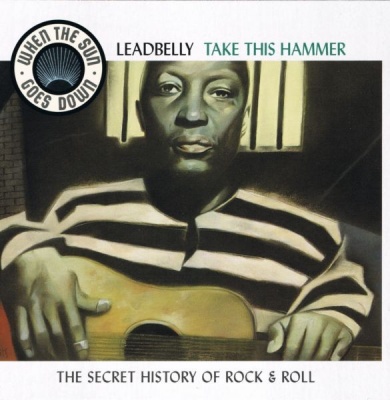 WHEN THE SUN
GOES DOWN
LEADBELLY TAKE THIS HAMMER
THE SECRET HISTORY OF ROCK & ROLL